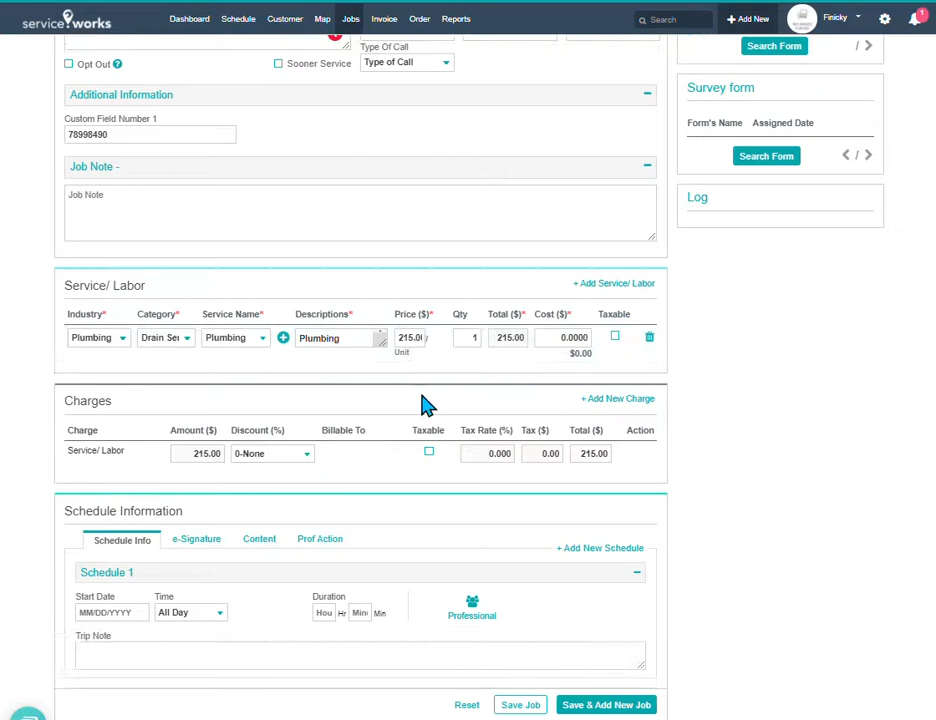 service.works Dashboard Schedule Customer Map Jobs Invoice Order Reports Search + Add New Finicky 1
Type Of Call
Opt Out ? Sooner Service Type of Call
Search Form / 
Additional Information
Custom Field Number 1
78998490
Job Note -
Job Note
Survey form
Form's Name Assigned Date
Search Form /
Log
Service/ Labor + Add Service/ Labor
Industry* Category* Service Name* Descriptions* Price ($)* Qty Total ($)* Cost ($)* Taxable
Plumbing Drain Ser Plumbing Plumbing 215.00 / 1 215.00 0.0000
Unit $0.00
Charges + Add New Charge
Charge Amount ($) Discount (%) Billable To Taxable Tax Rate (%) Tax ($) Total ($) Action
Service/ Labor 215.00 0-None 0.000 0.00 215.00
Schedule Information
Schedule Info e-Signature Content Prof Action
+ Add New Schedule
Schedule 1
Start Date Time Duration
MM/DD/YYYY All Day Hou Hr Min Min
Professional
Trip Note
Reset Save Job Save & Add New Job